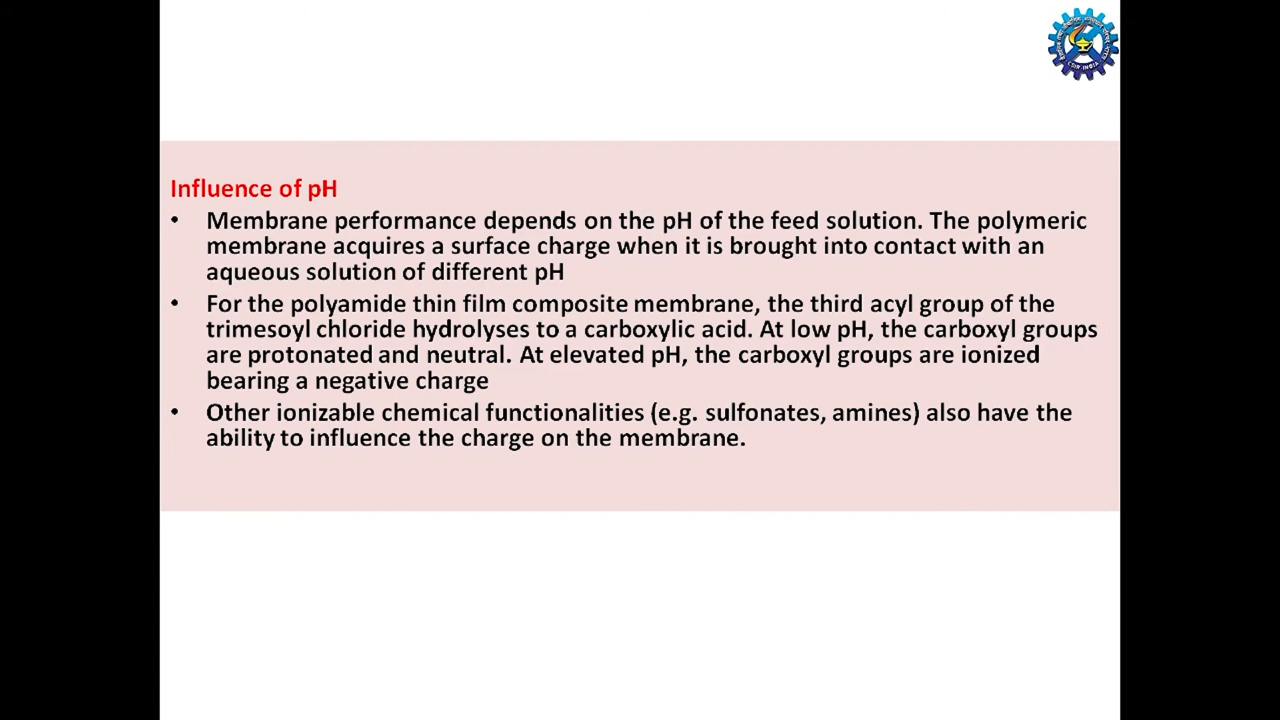 Influence of pH
• Membrane performance depends on the pH of the feed solution. The polymeric
membrane acquires a surface charge when it is brought into contact with an
aqueous solution of different pH
• For the polyamide thin film composite membrane, the third acyl group of the
trimesoyl chloride hydrolyses to a carboxylic acid. At low pH, the carboxyl groups
are protonated and neutral. At elevated pH, the carboxyl groups are ionized
bearing a negative charge
• Other ionizable chemical functionalities (e.g. sulfonates, amines) also have the
ability to influence the charge on the membrane.
CSIR-INDIA